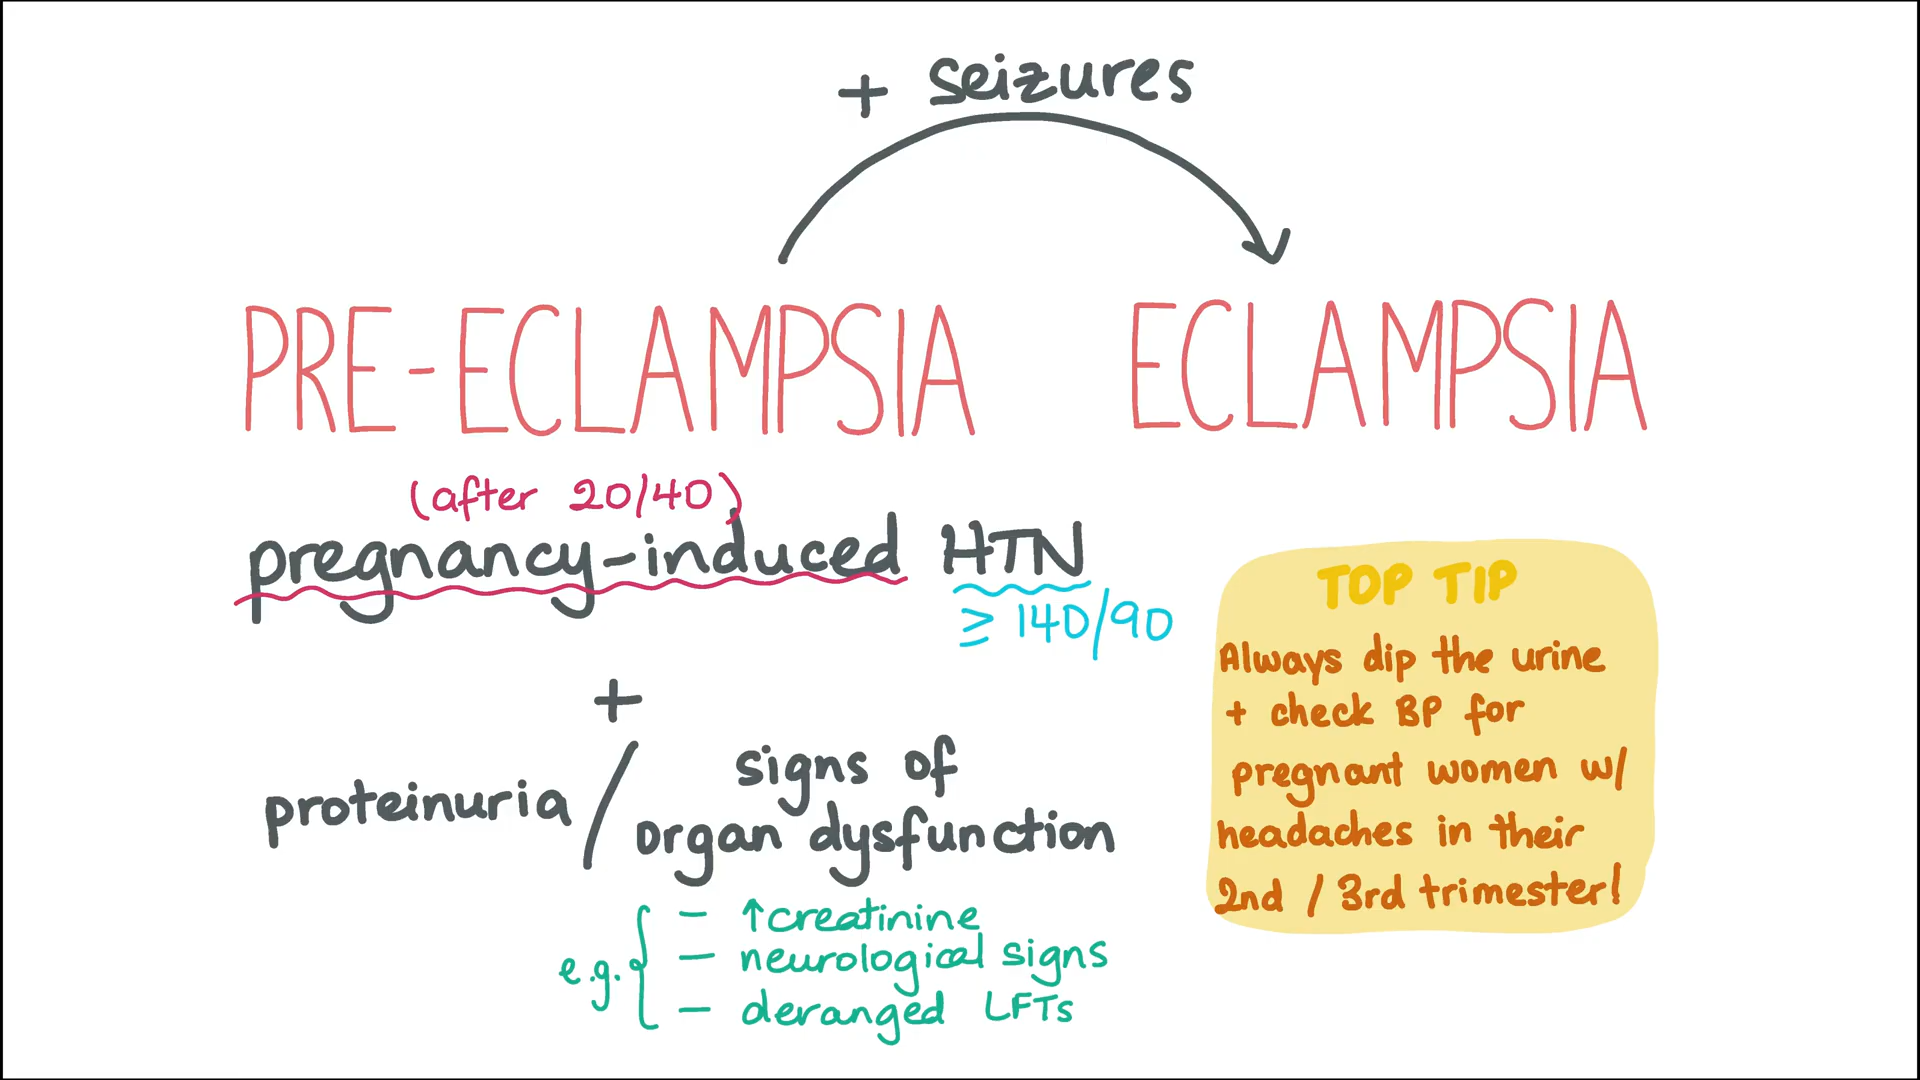 + seizures
PRE-ECLAMPSIA
ECLAMPSIA
(after 20/40)
pregnancy-induced HTN
≥ 140/90
+
proteinuria / signs of
organ dysfunction
e.g. { - ↑creatinine
- neurological signs
- deranged LFTs
TOP TIP
Always dip the urine
+ check BP for
pregnant women w/
headaches in their
2nd / 3rd trimester!